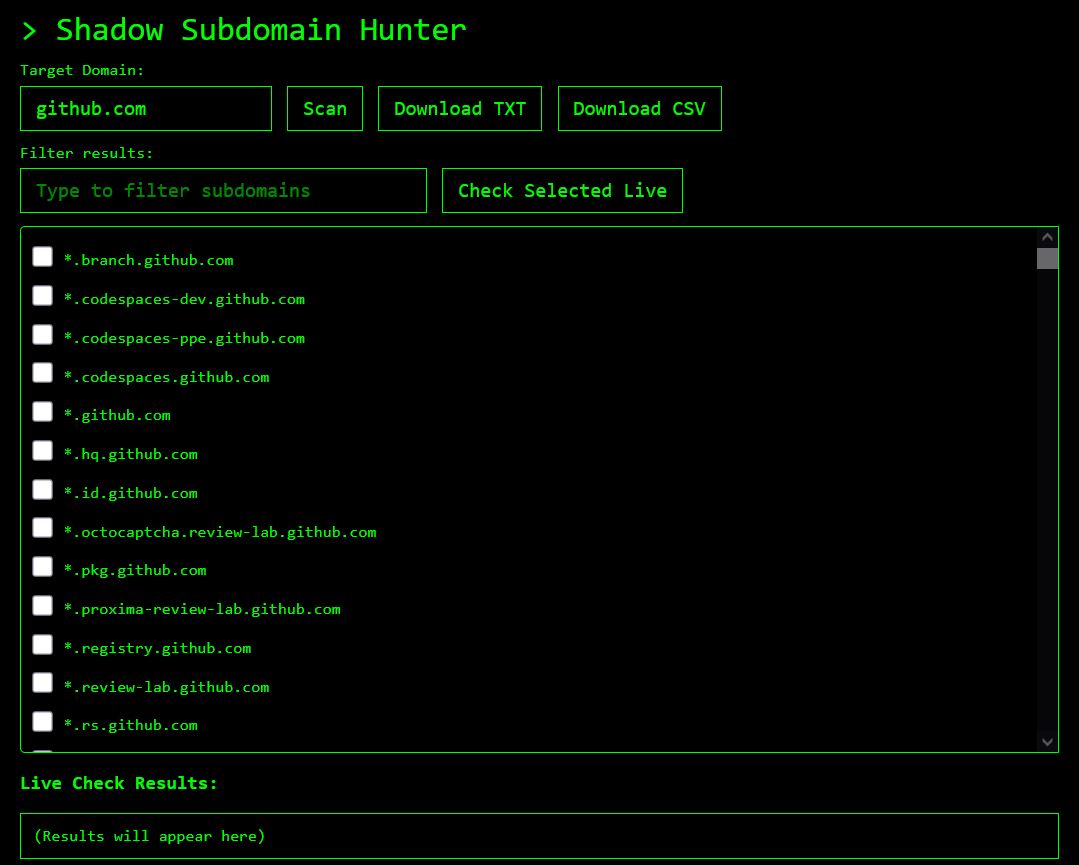 > Shadow Subdomain Hunter
Target Domain:
github.com Scan Download TXT Download CSV
Filter results:
Type to filter subdomains Check Selected Live
*.branch.github.com
*.codespaces-dev.github.com
*.codespaces-ppe.github.com
*.codespaces.github.com
*.github.com
*.hq.github.com
*.id.github.com
*.octocaptcha.review-lab.github.com
*.pkg.github.com
*.proxima-review-lab.github.com
*.registry.github.com
*.review-lab.github.com
*.rs.github.com
Live Check Results:
(Results will appear here)